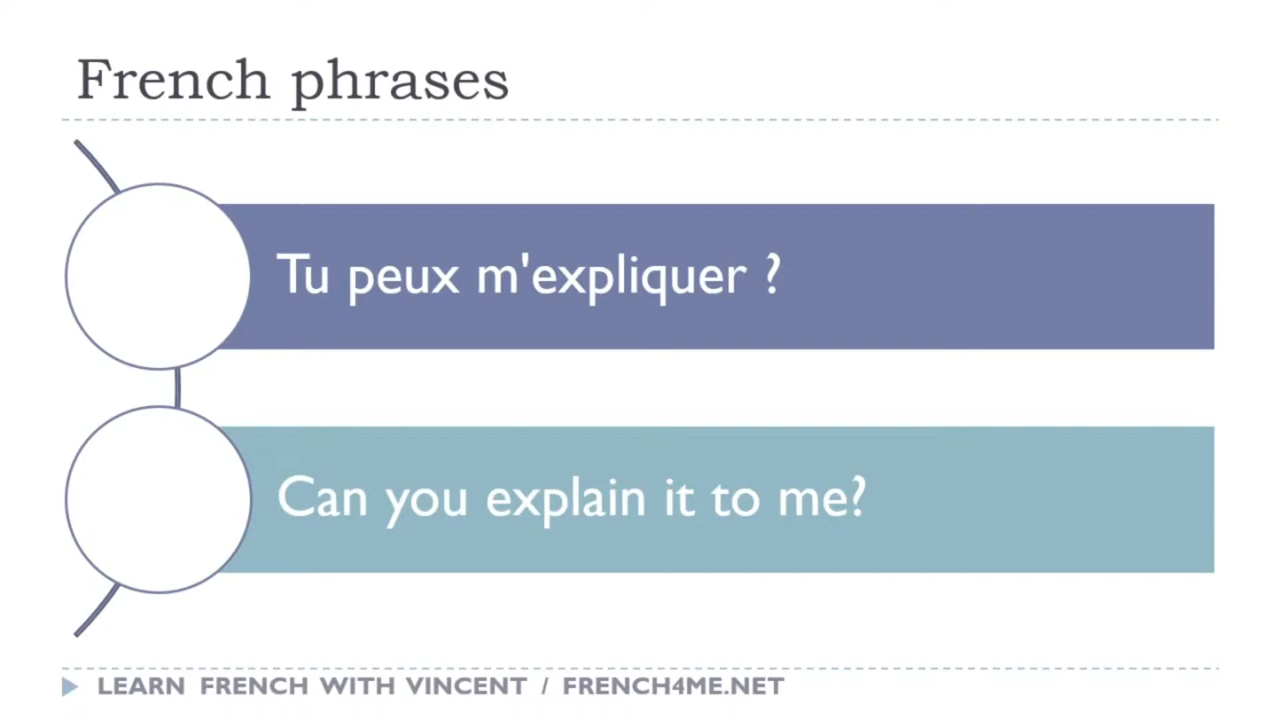 French phrases
Tu peux m'expliquer ?
Can you explain it to me?
LEARN FRENCH WITH VINCENT / FRENCH4ME.NET